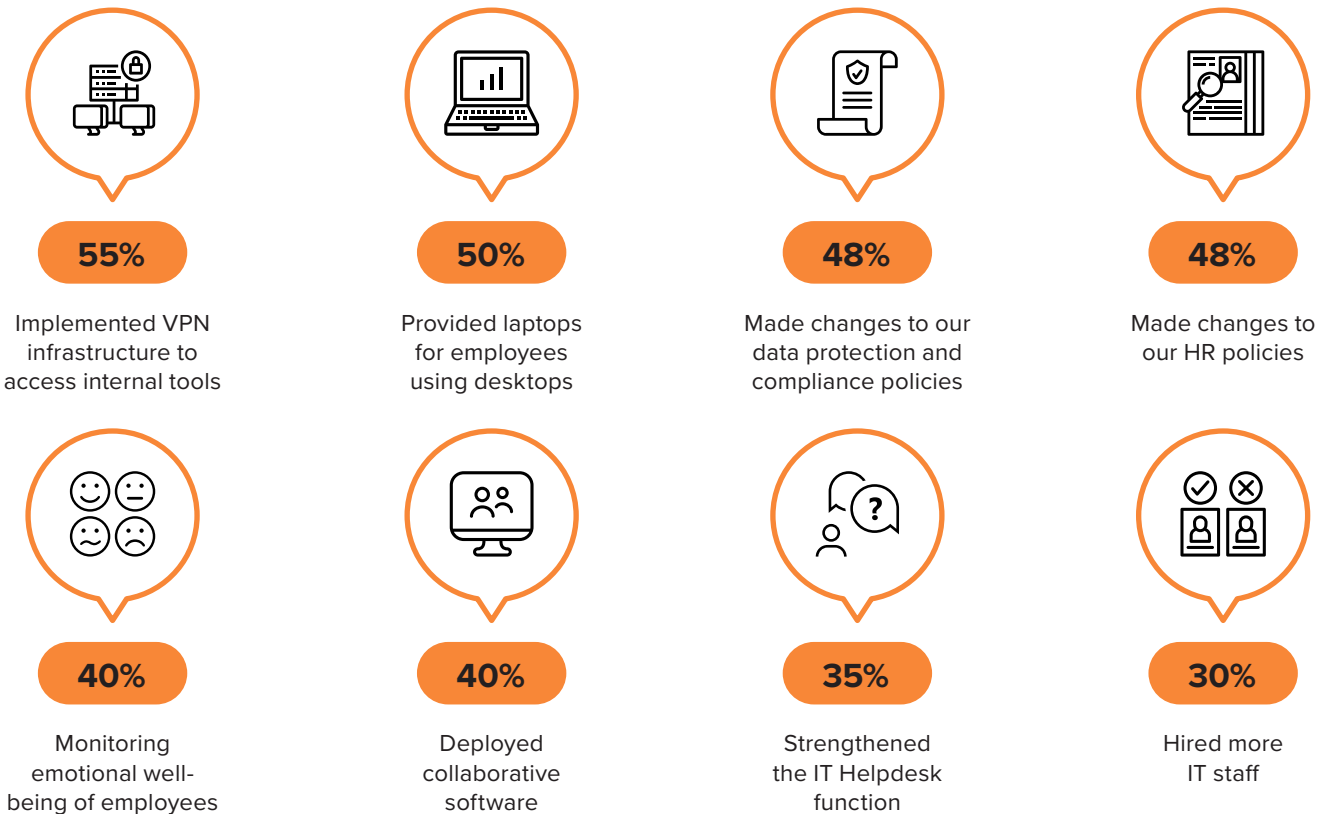 55%
Implemented VPN
infrastructure to
access internal tools
50%
Provided laptops
for employees
using desktops
48%
Made changes to our
data protection and
compliance policies
48%
Made changes to
our HR policies
40%
Monitoring
emotional well-
being of employees
40%
Deployed
collaborative
software
?
35%
Strengthened
the IT Helpdesk
function
30%
Hired more
IT staff